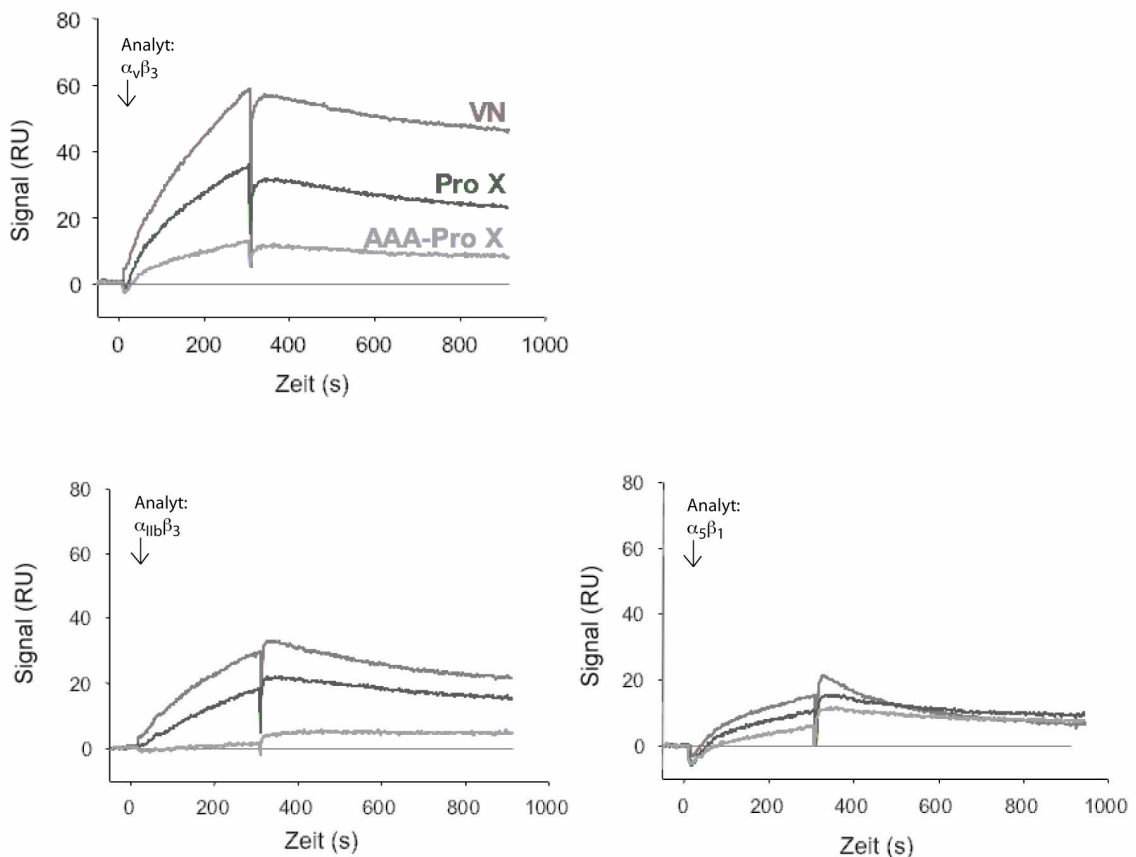 80
60
40
20
0
Signal (RU)
Analyt:
αvβ3
VN
Pro X
AAA-Pro X
0 200 400 600 800 1000
Zeit (s)
80
60
40
20
0
Signal (RU)
Analyt:
αIIbβ3
0 200 400 600 800 1000
Zeit (s)
80
60
40
20
0
Signal (RU)
Analyt:
α5β1
0 200 400 600 800 1000
Zeit (s)